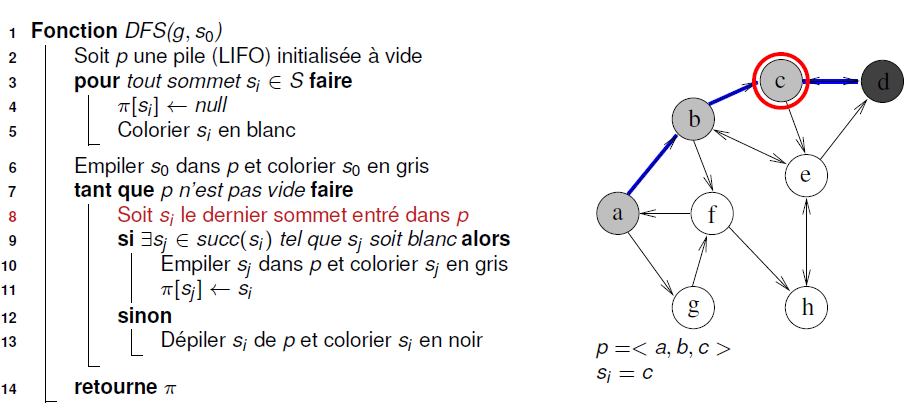 1 Fonction DFS(g, s₀)
2 Soit p une pile (LIFO) initialisée à vide
3 pour tout sommet sᵢ ∈ S faire
4 π[sᵢ] ← null
5 Colorier sᵢ en blanc
6 Empiler s₀ dans p et colorier s₀ en gris
7 tant que p n'est pas vide faire
8 Soit sᵢ le dernier sommet entré dans p
9 si ∃sⱼ ∈ succ(sᵢ) tel que sⱼ soit blanc alors
10 Empiler sⱼ dans p et colorier sⱼ en gris
11 π[sⱼ] ← sᵢ
12 sinon
13 Dépiler sᵢ de p et colorier sᵢ en noir
14 retourne π
c
d
b
e
a
f
g
h
p =< a, b, c >
sᵢ = c